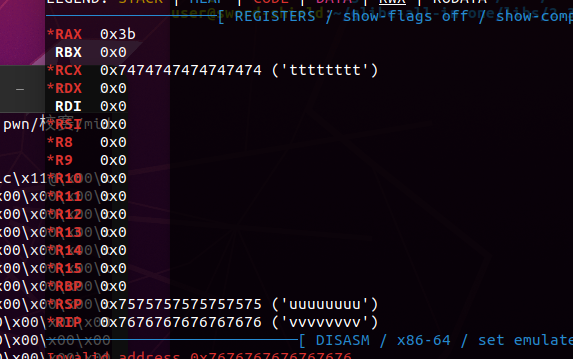 LEGEND: STACK | HEAP | CODE | DATA | RWX | RODATA
[ REGISTERS / show-flags off / show-comp
*RAX 0x3b
RBX 0x0
*RCX 0x7474747474747474 ('tttttttt')
*RDX 0x0
RDI 0x0
*RSI 0x0
*R8 0x0
*R9 0x0
*R10 0x0
*R11 0x0
*R12 0x0
*R13 0x0
*R14 0x0
*R15 0x0
*RBP 0x0
*RSP 0x7575757575757575 ('uuuuuuuu')
*RIP 0x7676767676767676 ('vvvvvvvv')
[ DISASM / x86-64 / set emulate
Invalid address 0x7676767676767676